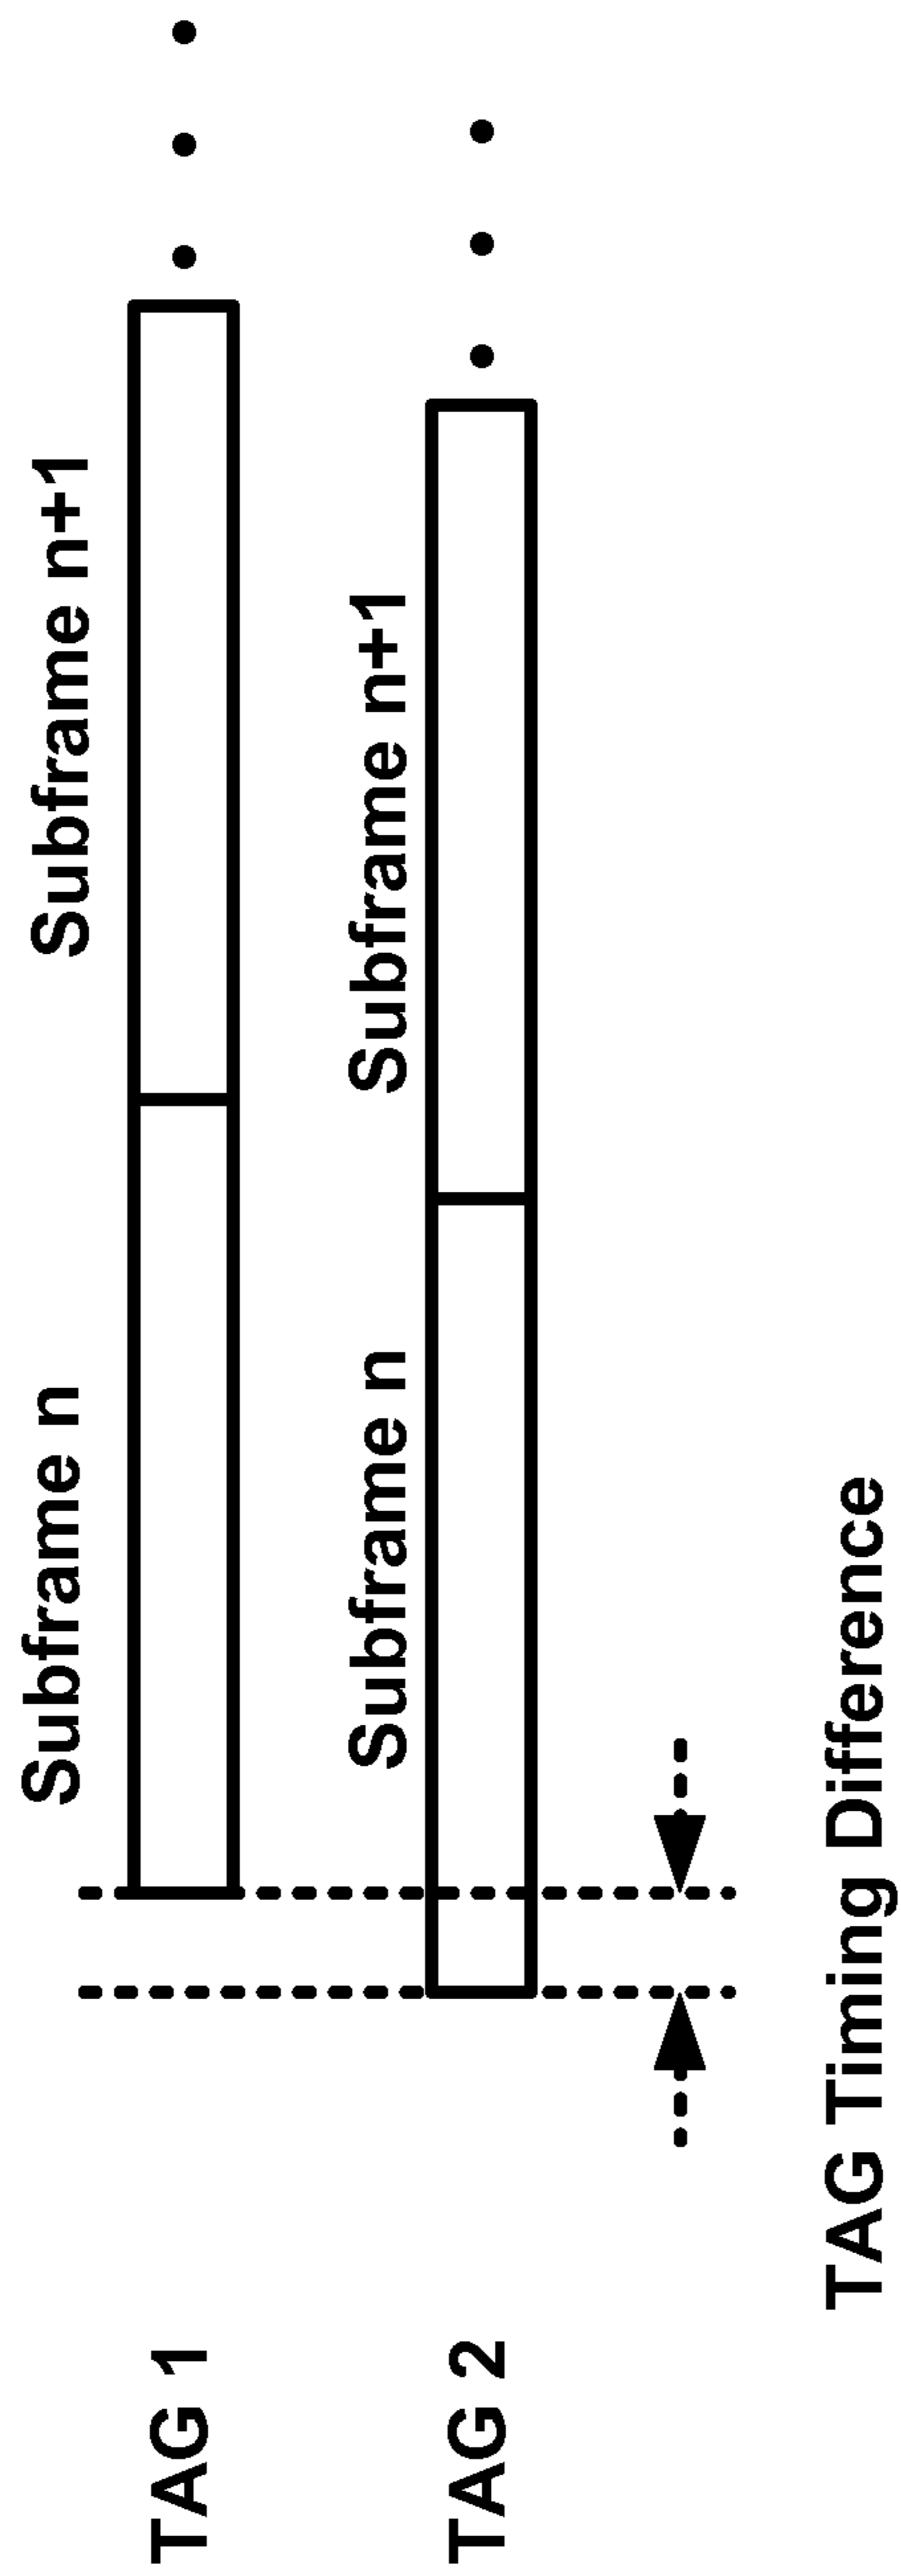 Subframe n
Subframe n+1
TAG 1
Subframe n
Subframe n+1
TAG 2
TAG Timing Difference